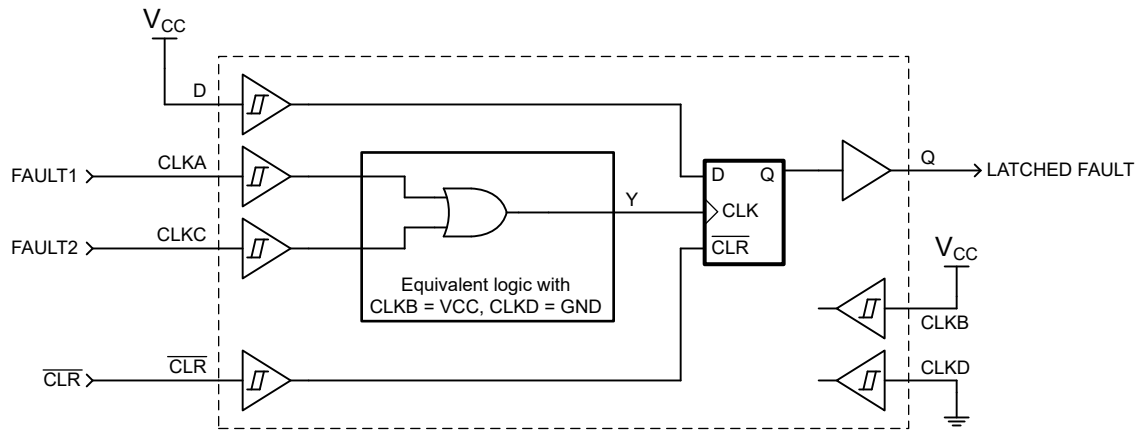 VCC
D
FAULT1
CLKA
FAULT2
CLKC
Y
D
Q
CLK
CLR
Q
LATCHED FAULT
Equivalent logic with
CLKB = VCC, CLKD = GND
VCC
CLKB
CLR
CLR
CLKD